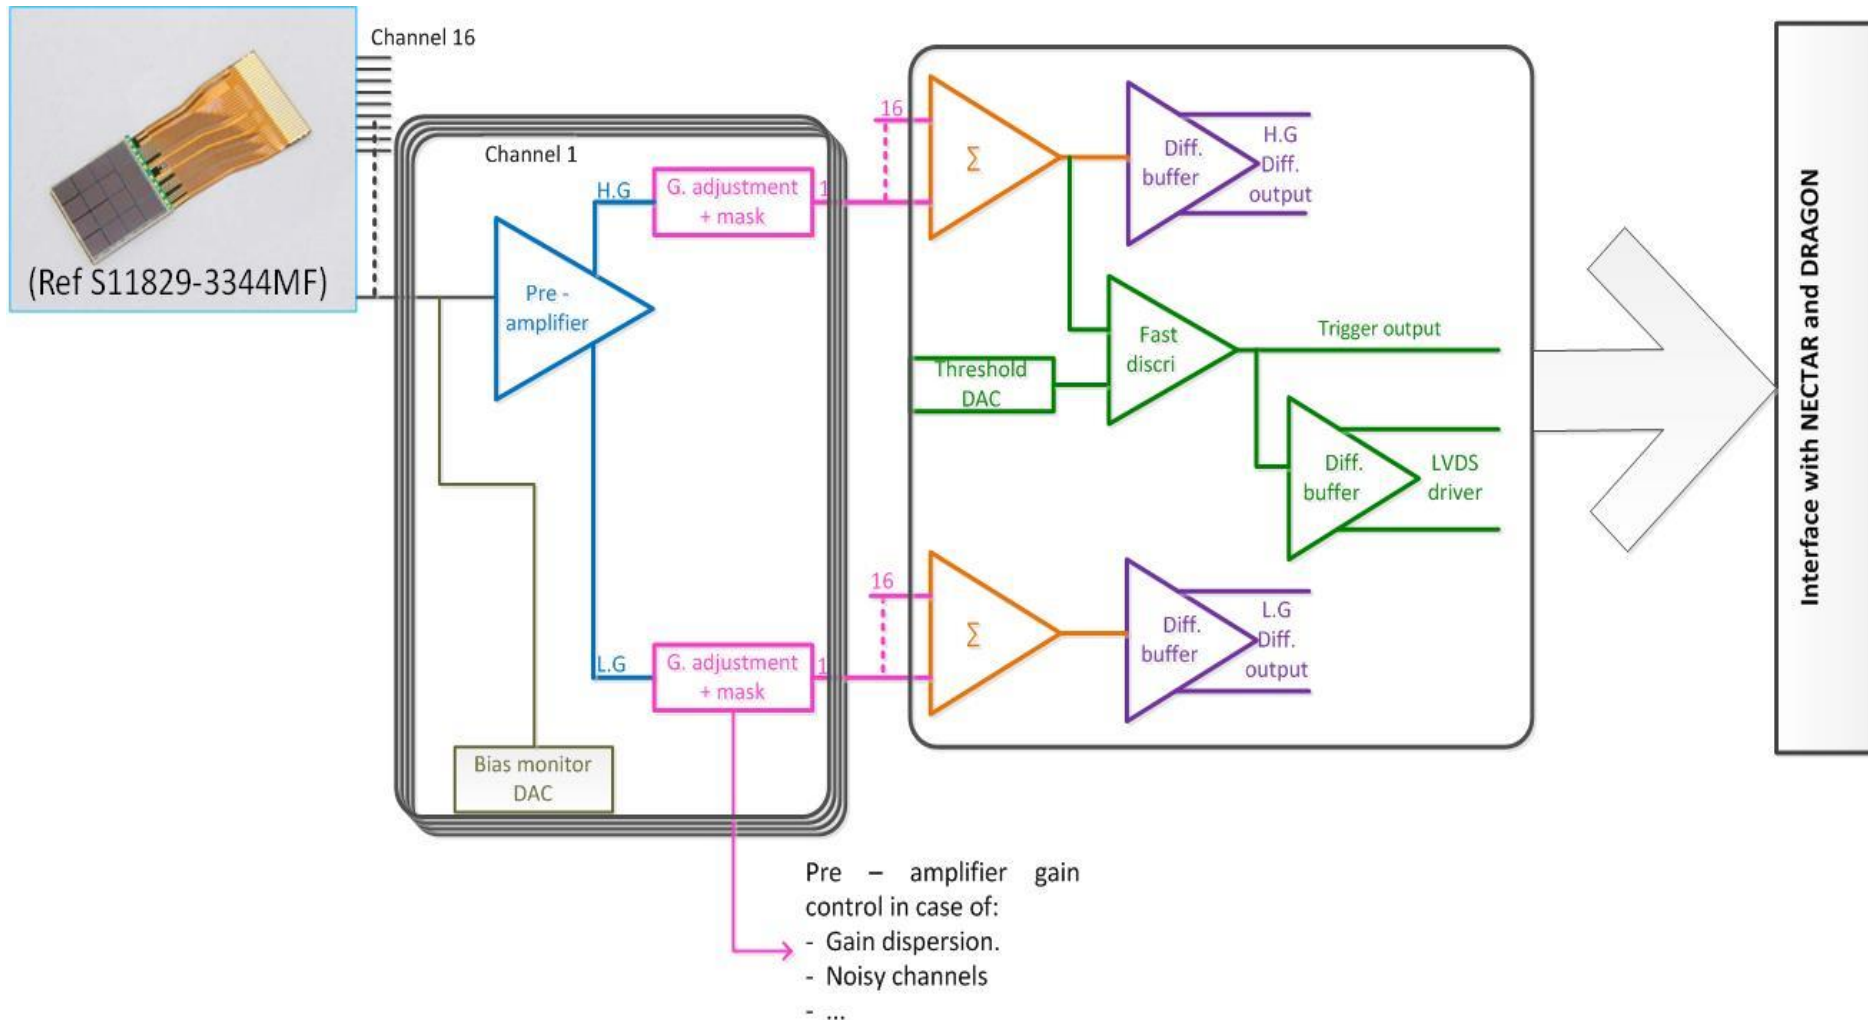 Channel 16
(Ref S11829-3344MF)
Channel 1
H.G
G. adjustment
+ mask
1
Pre -
amplifier
L.G
G. adjustment
+ mask
1
Bias monitor
DAC
16
Σ
Diff.
buffer
H.G
Diff.
output
Threshold
DAC
Fast
discri
Trigger output
Diff.
buffer
LVDS
driver
16
Σ
Diff.
buffer
L.G
Diff.
output
Interface with NECTAR and DRAGON
Pre – amplifier gain
control in case of:
- Gain dispersion.
- Noisy channels
- ...